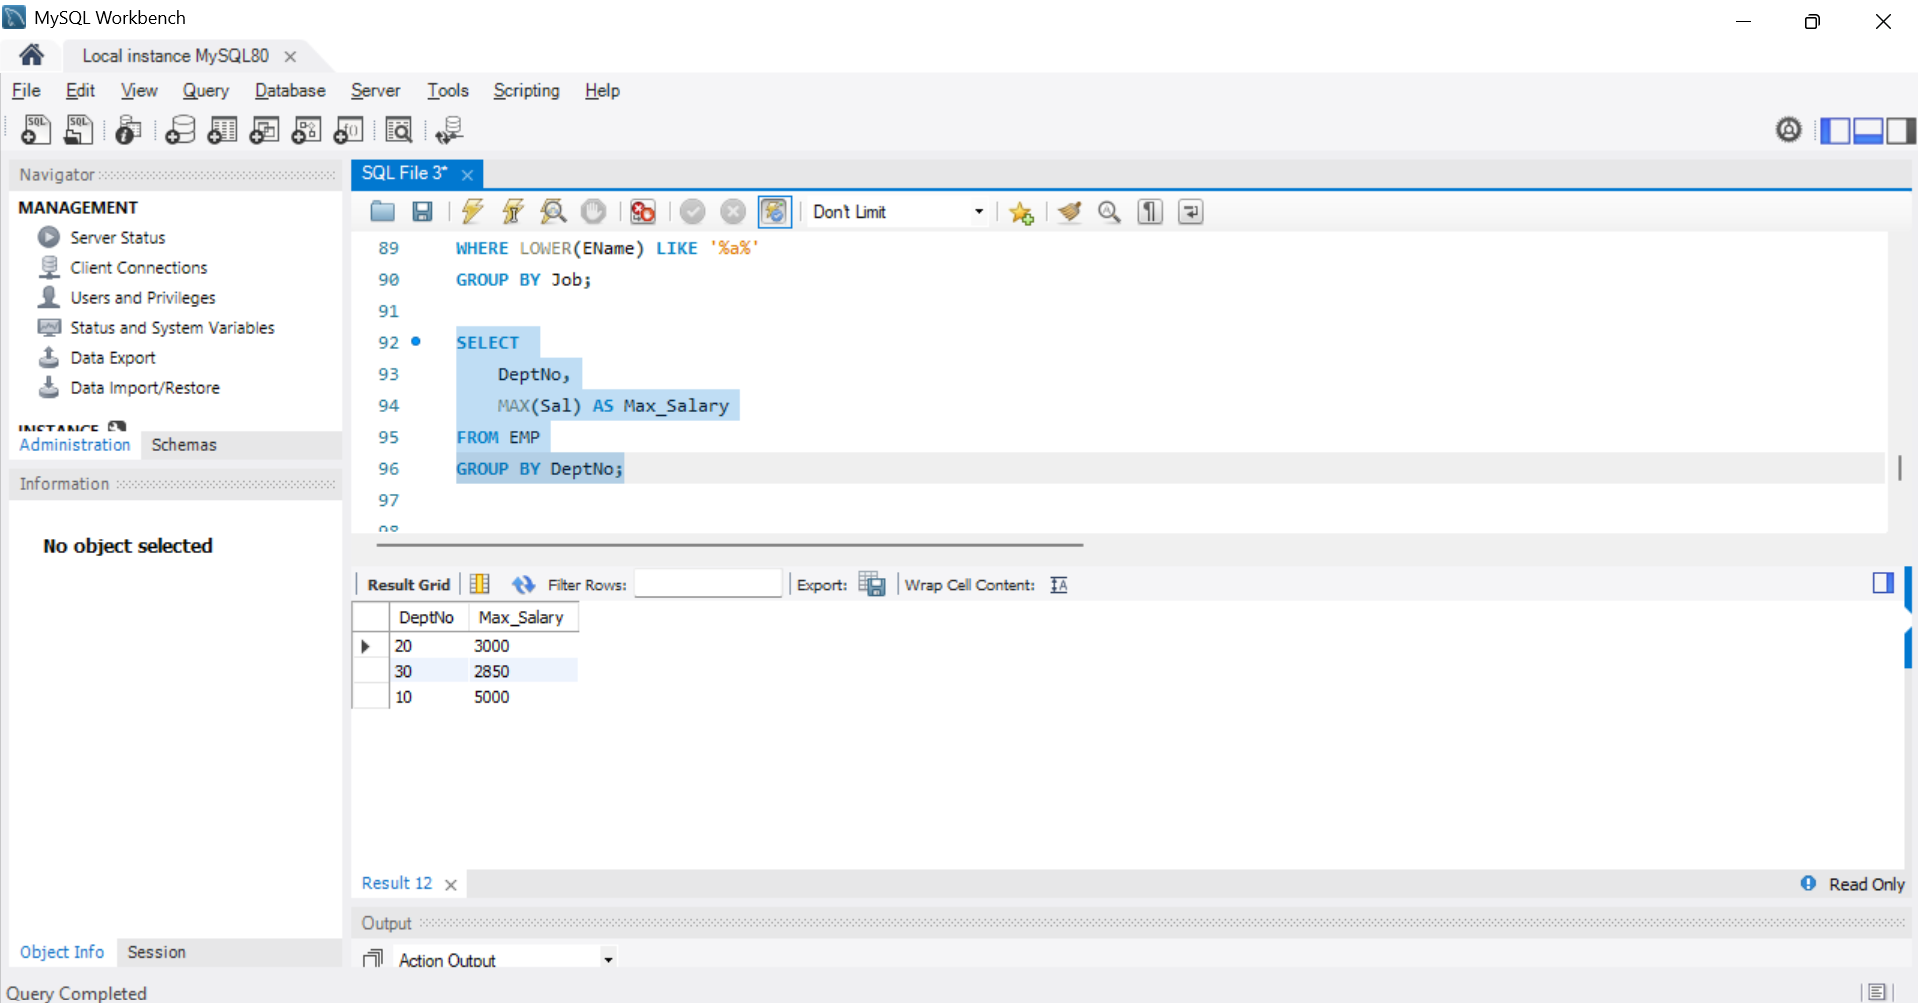 MySQL Workbench
Local instance MySQL80
File Edit View Query Database Server Tools Scripting Help
Navigator
MANAGEMENT
Server Status
Client Connections
Users and Privileges
Status and System Variables
Data Export
Data Import/Restore
INSTANCE
Administration Schemas
Information
No object selected
Object Info Session
SQL File 3*
Don't Limit
89 WHERE LOWER(EName) LIKE '%a%'
90 GROUP BY Job;
91
92 SELECT
93 DeptNo,
94 MAX(Sal) AS Max_Salary
95 FROM EMP
96 GROUP BY DeptNo;
97
98
Result Grid Filter Rows: Export: Wrap Cell Content:
DeptNo Max_Salary
20 3000
30 2850
10 5000
Result 12 Read Only
Output
Action Output
Query Completed